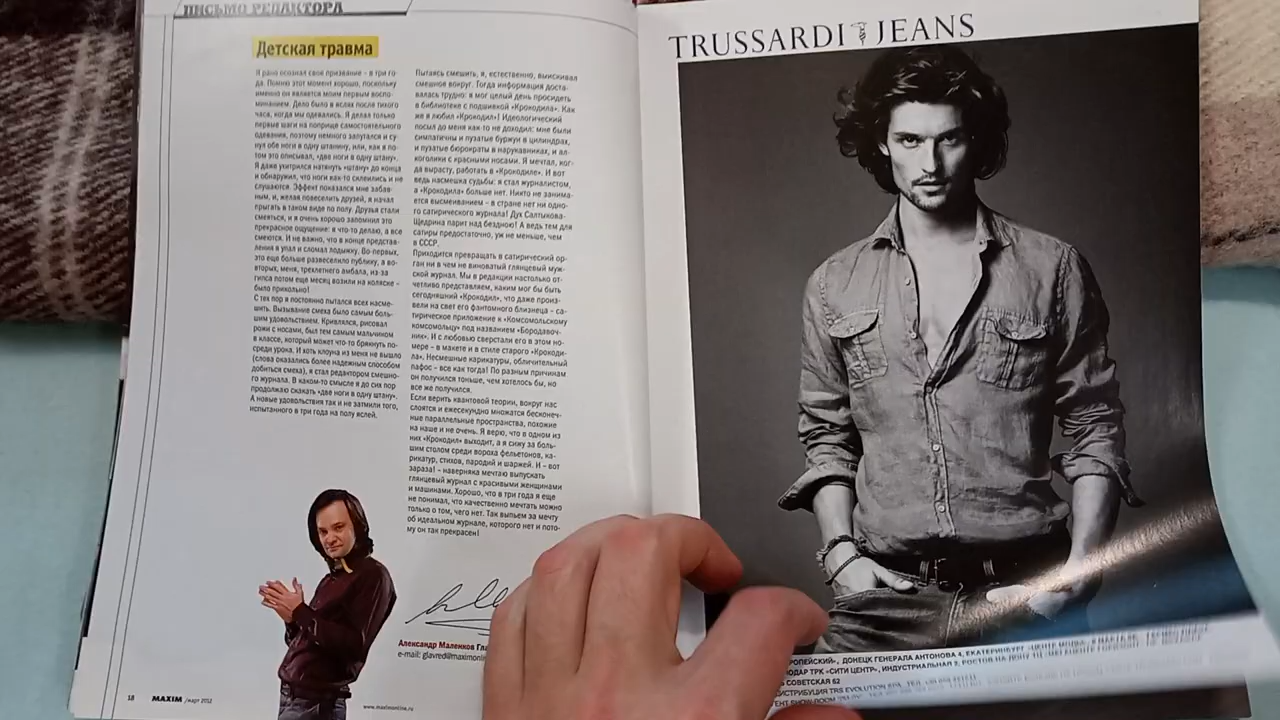 ПИСЬМО РЕДАКТОРА
Детская травма
Я рано осознал свое призвание – в три го-
да. Помню этот момент хорошо, поскольку
именно он является моим первым воспо-
минанием. Дело было в яслях после тихого
часа, когда мы одевались. Я делал только
первые шаги на поприще самостоятельного
одевания, поэтому немного запутался и су-
нул обе ноги в одну штанину, или, как я по-
том это описывал, «две ноги в одну штану».
Я даже ухитрился натянуть «штану» до конца
и обнаружил, что ноги как-то склеились и не
слушаются. Эффект показался мне забав-
ным, и, желая повеселить друзей, я начал
прыгать в таком виде по полу. Друзья стали
смеяться, и я очень хорошо запомнил это
прекрасное ощущение: я что-то делаю, а все
смеются. И не важно, что в конце представ-
ления я упал и сломал лодыжку. Во-первых,
это еще больше развеселило публику, а во-
вторых, меня, трехлетнего амбала, из-за
гипса потом еще месяц возили на коляске –
было прикольно!
С тех пор я постоянно пытался всех насме-
шить. Вызывание смеха было самым боль-
шим удовольствием. Кривлялся, рисовал
рожи с носами, был тем самым мальчиком
в классе, который может что-то брякнуть по-
среди урока. И хоть клоуна из меня не вышло
(слова оказались более надежным способом
добиться смеха), я стал редактором смешно-
го журнала. В каком-то смысле я до сих пор
продолжаю скакать «две ноги в одну штану».
А новые удовольствия так и не затмили того,
испытанного в три года на полу яслей.
Пытаясь смешить, я, естественно, выискивал
смешное вокруг. Тогда информация доста-
валась трудно: я мог целый день просидеть
в библиотеке с подшивкой «Крокодила». Как
же я любил «Крокодил»! Идеологический
посыл до меня как-то не доходил: мне были
симпатичны и пузатые буржуи в цилиндрах,
и пузатые бюрократы в нарукавниках, и ал-
коголики с красными носами. Я мечтал, ког-
да вырасту, работать в «Крокодиле». И вот
ведь насмешка судьбы: я стал журналистом,
а «Крокодила» больше нет. Никто не занима-
ется высмеиванием – в стране нет ни одно-
го сатирического журнала! Дух Салтыкова-
Щедрина парит над бездною! А ведь тем для
сатиры предостаточно, уж не меньше, чем
в СССР.
Приходится превращать в сатирический ор-
ган ни в чем не виноватый глянцевый муж-
ской журнал. Мы в редакции настолько от-
четливо представляем, каким мог бы быть
сегодняшний «Крокодил», что даже произ-
вели на свет его фантомного близнеца – са-
тирическое приложение к «Комсомольскому
комсомольцу» под названием «Бородавоч-
ник». И с любовью сверстали его в этом но-
мере – в макете и в стиле старого «Крокоди-
ла». Несмешные карикатуры, обличительный
пафос – все как тогда! По разным причинам
он получился тоньше, чем хотелось бы, но
все же получился.
Если верить квантовой теории, вокруг нас
слоятся и ежесекундно множатся бесконеч-
ные параллельные пространства, похожие
на наше и не очень. Я верю, что в одном из
них «Крокодил» выходит, а я сижу за боль-
шим столом среди вороха фельетонов, ка-
рикатур, стихов, пародий и шаржей. И – вот
зараза! – наверняка мечтаю выпускать
глянцевый журнал с красивыми женщинами
и машинами. Хорошо, что в три года я еще
не понимал, что качественно мечтать можно
только о том, чего нет. Так выпьем за мечту
об идеальном журнале, которого нет и пото-
му он так прекрасен!
Александр Маленков Гла
e-mail: glavred@maximonlin
18 MAXIM /март 2012
www.maximonline.ru
TRUSSARDI JEANS
РОПЕЙСКИЙ», ДОНЕЦК ГЕНЕРАЛА АНТОНОВА 4, ЕКАТЕРИНБУРГ
ОДАР ТРК «СИТИ ЦЕНТР», ИНДУСТРИАЛЬНАЯ 2, РОСТОВ НА ДОНУ
СОВЕТСКАЯ 62
ИСТРИБУЦИЯ TRS EVOLUTION